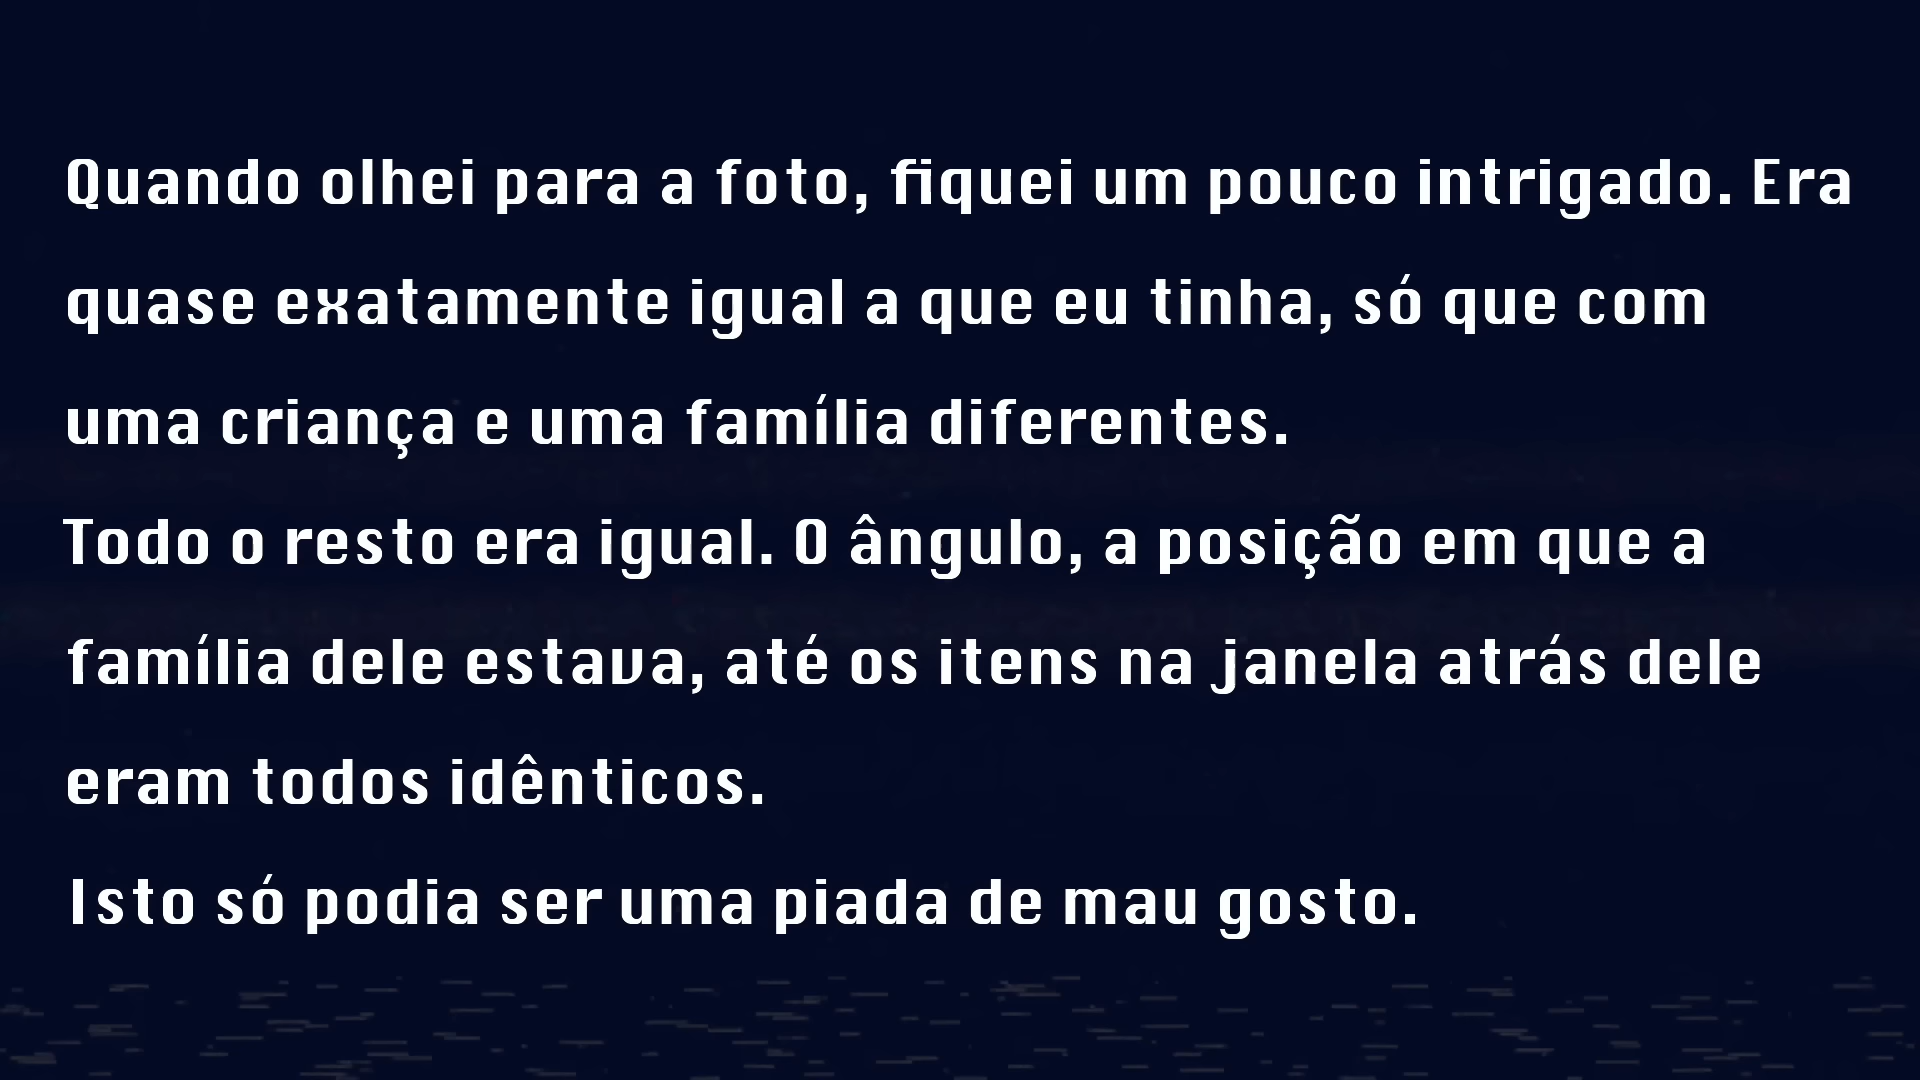 Quando olhei para a foto, fiquei um pouco intrigado. Era
quase exatamente igual a que eu tinha, só que com
uma criança e uma família diferentes.
Todo o resto era igual. O ângulo, a posição em que a
família dele estava, até os itens na janela atrás dele
eram todos idênticos.
Isto só podia ser uma piada de mau gosto.